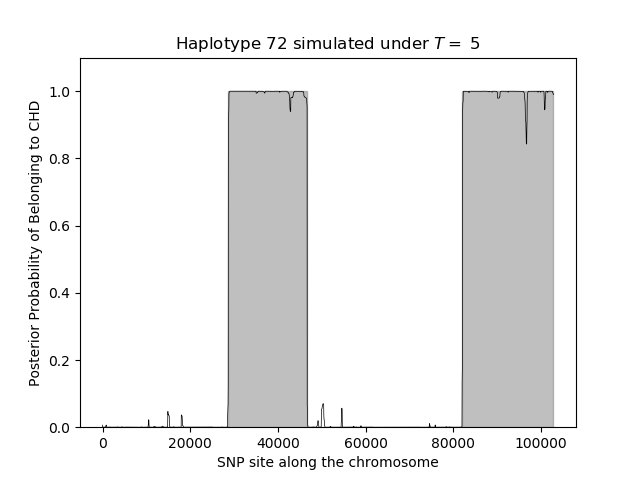 Haplotype 72 simulated under T = 5
Posterior Probability of Belonging to CHD
1.0
0.8
0.6
0.4
0.2
0.0
0 20000 40000 60000 80000 100000
SNP site along the chromosome